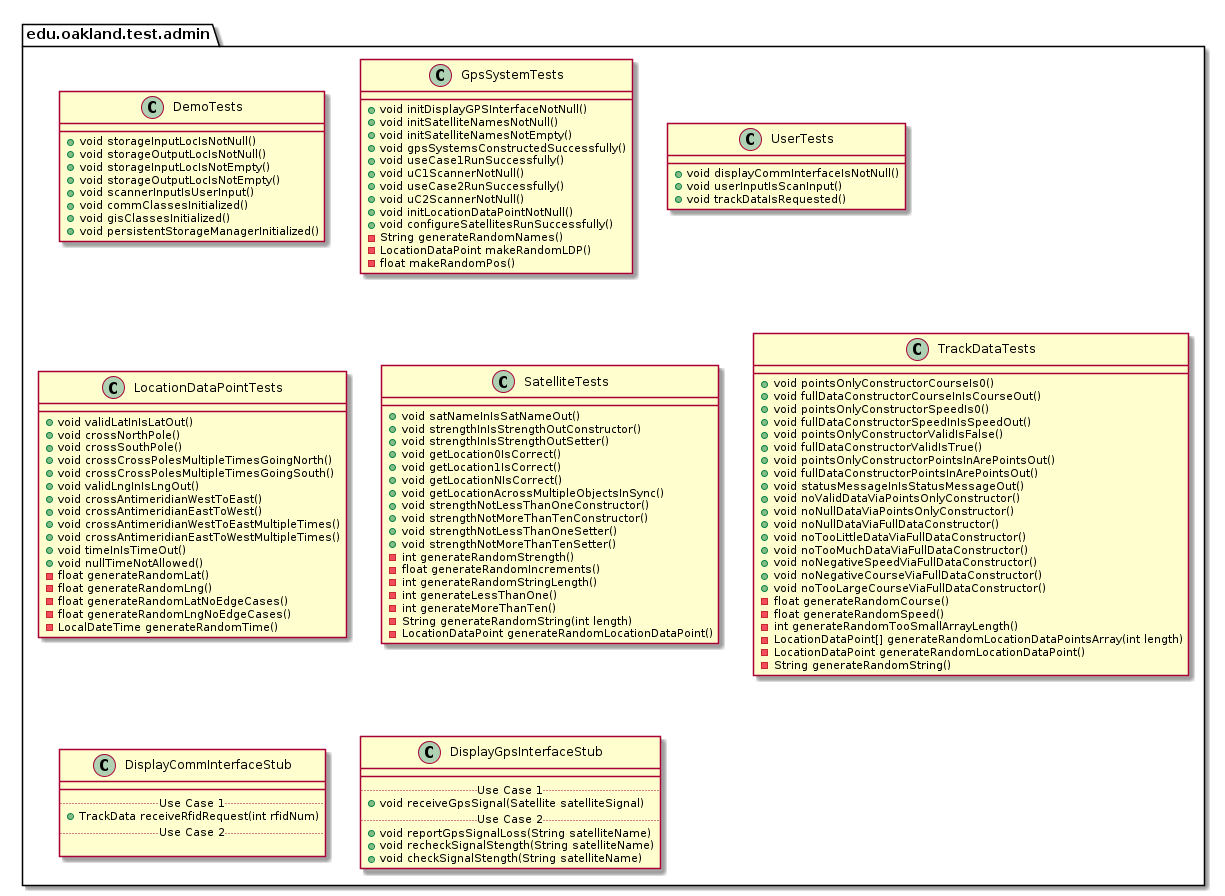 edu.oakland.test.admin
C DemoTests
void storageInputLocIsNotNull()
void storageOutputLocIsNotNull()
void storageInputLocIsNotEmpty()
void storageOutputLocIsNotEmpty()
void scannerInputIsUserInput()
void commClassesInitialized()
void gisClassesInitialized()
void persistentStorageManagerInitialized()
C GpsSystemTests
void initDisplayGPSInterfaceNotNull()
void initSatelliteNamesNotNull()
void initSatelliteNamesNotEmpty()
void gpsSystemsConstructedSuccessfully()
void useCase1RunSuccessfully()
void uC1ScannerNotNull()
void useCase2RunSuccessfully()
void uC2ScannerNotNull()
void initLocationDataPointNotNull()
void configureSatellitesRunSuccessfully()
String generateRandomNames()
LocationDataPoint makeRandomLDP()
float makeRandomPos()
C UserTests
void displayCommInterfaceIsNotNull()
void userInputIsScanInput()
void trackDataIsRequested()
C LocationDataPointTests
void validLatInIsLatOut()
void crossNorthPole()
void crossSouthPole()
void crossCrossPolesMultipleTimesGoingNorth()
void crossCrossPolesMultipleTimesGoingSouth()
void validLngInIsLngOut()
void crossAntimeridianWestToEast()
void crossAntimeridianEastToWest()
void crossAntimeridianWestToEastMultipleTimes()
void crossAntimeridianEastToWestMultipleTimes()
void timeInIsTimeOut()
void nullTimeNotAllowed()
float generateRandomLat()
float generateRandomLng()
float generateRandomLatNoEdgeCases()
float generateRandomLngNoEdgeCases()
LocalDateTime generateRandomTime()
C SatelliteTests
void satNameInIsSatNameOut()
void strengthInIsStrengthOutConstructor()
void strengthInIsStrengthOutSetter()
void getLocation0IsCorrect()
void getLocation1IsCorrect()
void getLocationNIsCorrect()
void getLocationAcrossMultipleObjectsInSync()
void strengthNotLessThanOneConstructor()
void strengthNotMoreThanTenConstructor()
void strengthNotLessThanOneSetter()
void strengthNotMoreThanTenSetter()
int generateRandomStrength()
float generateRandomIncrements()
int generateRandomStringLength()
int generateLessThanOne()
int generateMoreThanTen()
String generateRandomString(int length)
LocationDataPoint generateRandomLocationDataPoint()
C TrackDataTests
void pointsOnlyConstructorCourseIs0()
void fullDataConstructorCourseInIsCourseOut()
void pointsOnlyConstructorSpeedIs0()
void fullDataConstructorSpeedInIsSpeedOut()
void pointsOnlyConstructorValidIsFalse()
void fullDataConstructorValidIsTrue()
void pointsOnlyConstructorPointsInArePointsOut()
void fullDataConstructorPointsInArePointsOut()
void statusMessageInIsStatusMessageOut()
void noValidDataViaPointsOnlyConstructor()
void noNullDataViaPointsOnlyConstructor()
void noNullDataViaFullDataConstructor()
void noTooLittleDataViaFullDataConstructor()
void noTooMuchDataViaFullDataConstructor()
void noNegativeSpeedViaFullDataConstructor()
void noNegativeCourseViaFullDataConstructor()
void noTooLargeCourseViaFullDataConstructor()
float generateRandomCourse()
float generateRandomSpeed()
int generateRandomTooSmallArrayLength()
LocationDataPoint[] generateRandomLocationDataPointsArray(int length)
LocationDataPoint generateRandomLocationDataPoint()
String generateRandomString()
C DisplayCommInterfaceStub
Use Case 1
TrackData receiveRfidRequest(int rfidNum)
Use Case 2
C DisplayGpsInterfaceStub
Use Case 1
void receiveGpsSignal(Satellite satelliteSignal)
Use Case 2
void reportGpsSignalLoss(String satelliteName)
void recheckSignalStength(String satelliteName)
void checkSignalStength(String satelliteName)